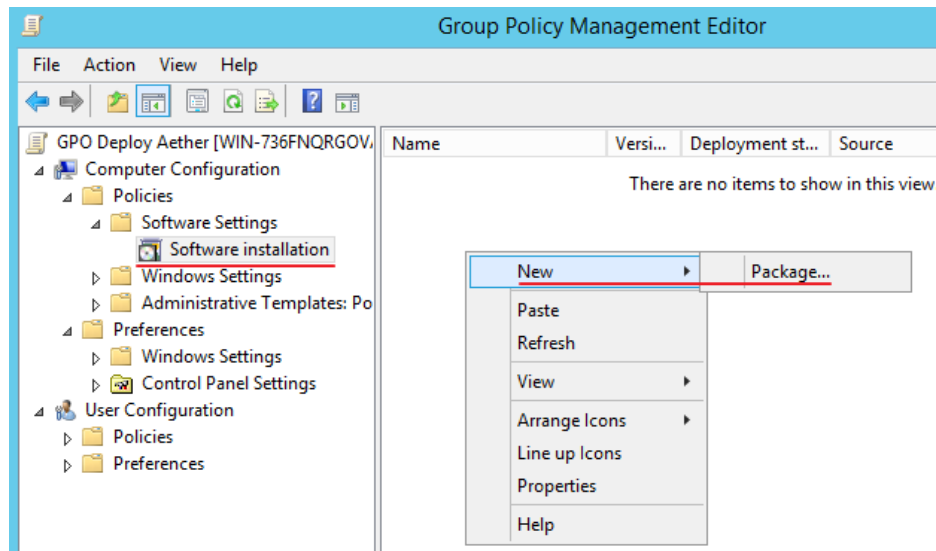 Group Policy Management Editor
File Action View Help
GPO Deploy Aether [WIN-736FNQRGOV
Computer Configuration
Policies
Software Settings
Software installation
Windows Settings
Administrative Templates: Po
Preferences
Windows Settings
Control Panel Settings
User Configuration
Policies
Preferences
Name Versi... Deployment st... Source
There are no items to show in this view
New Package...
Paste
Refresh
View
Arrange Icons
Line up Icons
Properties
Help